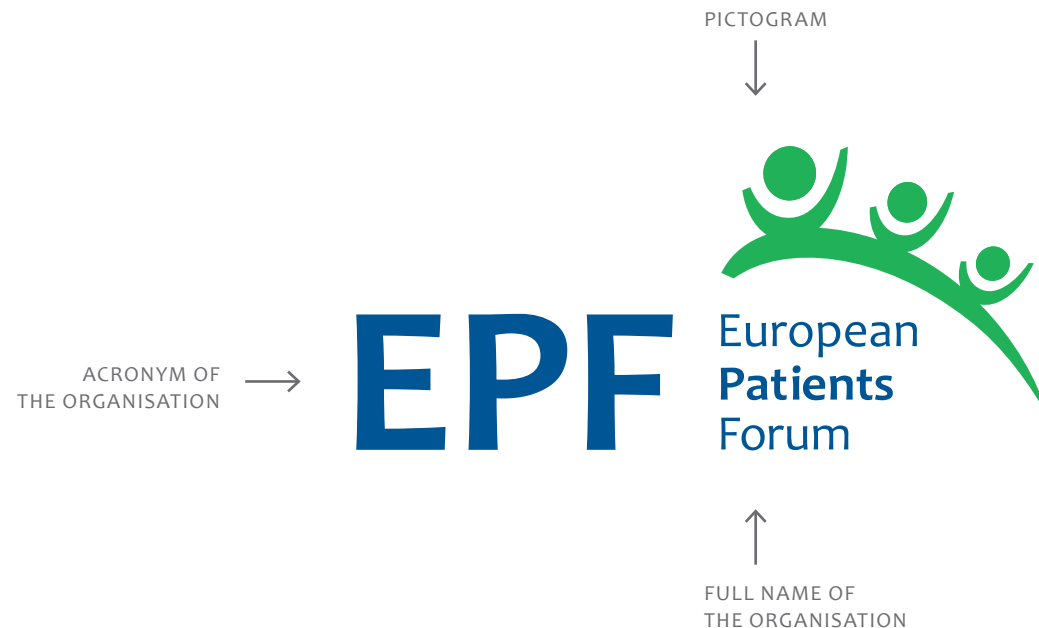 PICTOGRAM
ACRONYM OF
THE ORGANISATION
EPF
European
Patients
Forum
FULL NAME OF
THE ORGANISATION